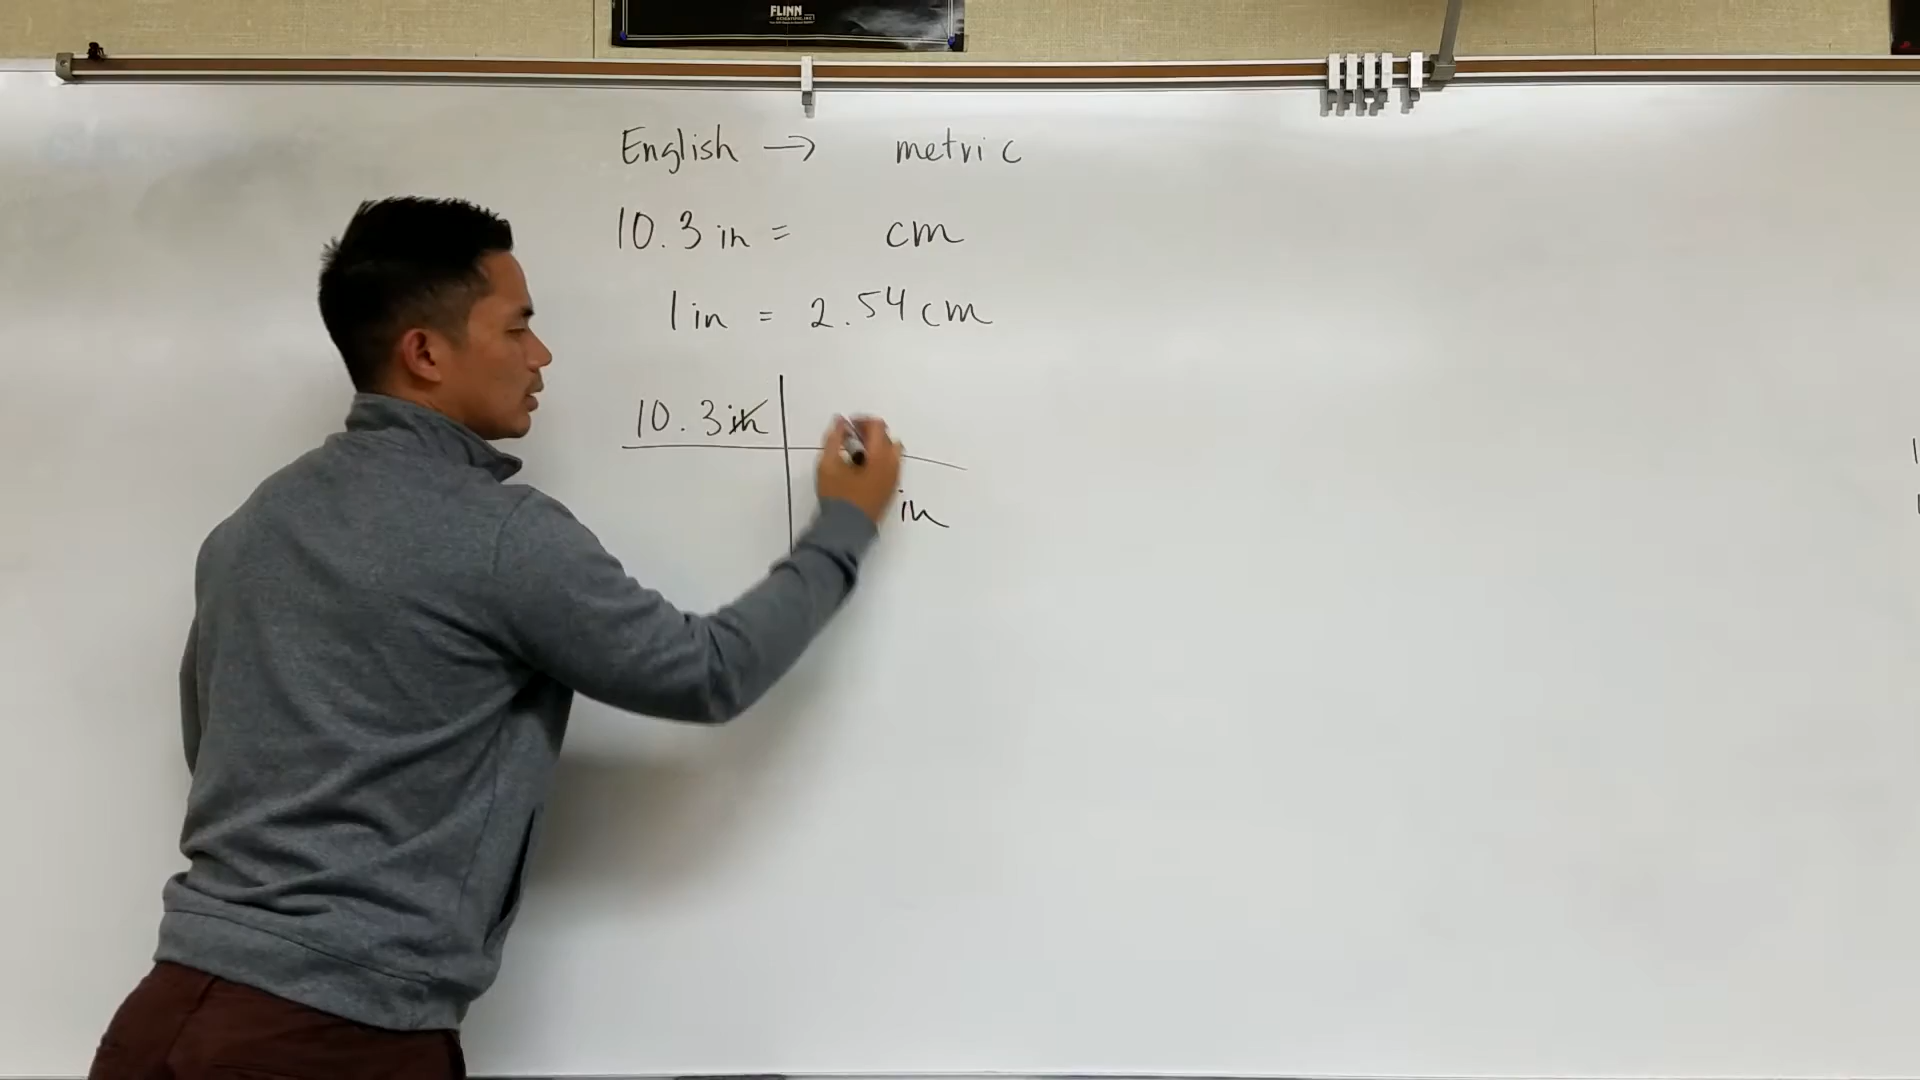 FLINN
English → metric
10.3 in = cm
1 in = 2.54 cm
10.3 in
in